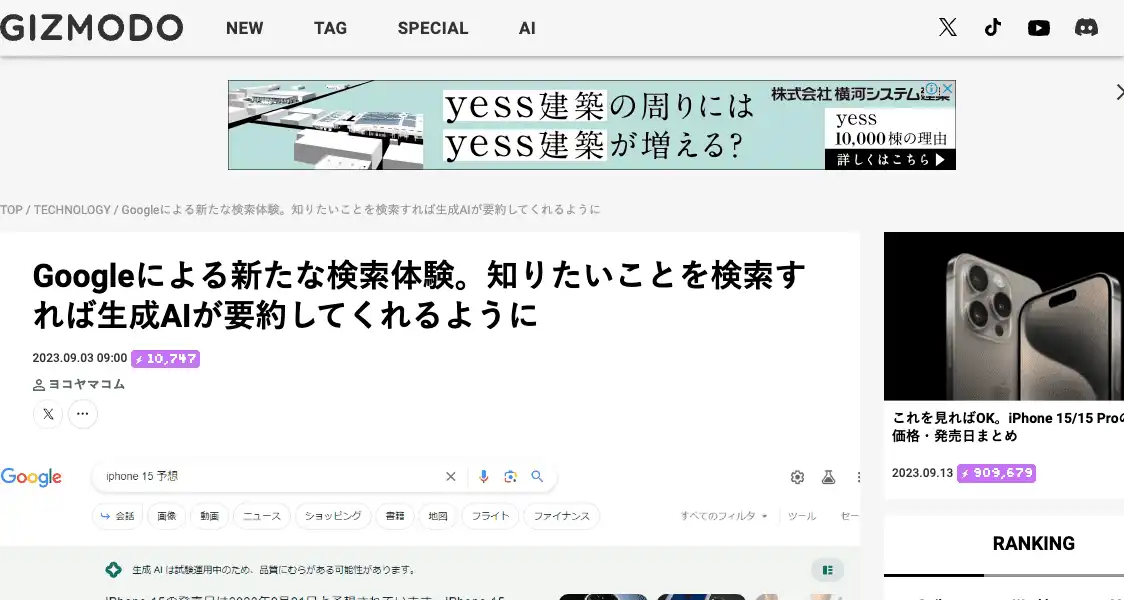 GIZMODO NEW TAG SPECIAL AI
yess建築の周りには
yess建築が増える?
株式会社 横河システム建築
yess
10,000棟の理由
詳しくはこちら▶
TOP / TECHNOLOGY / Googleによる新たな検索体験。知りたいことを検索すれば生成AIが要約してくれるように
Googleによる新たな検索体験。知りたいことを検索す
れば生成AIが要約してくれるように
2023.09.03 09:00 10,747
ヨコヤマコム
Google iphone 15 予想
会話 画像 動画 ニュース ショッピング 書籍 地図 フライト ファイナンス すべてのフィルタ ツール セー
生成 AI は試験運用中のため、品質にむらがある可能性があります。
これを見ればOK。iPhone 15/15 Proの
価格・発売日まとめ
2023.09.13 909,679
RANKING